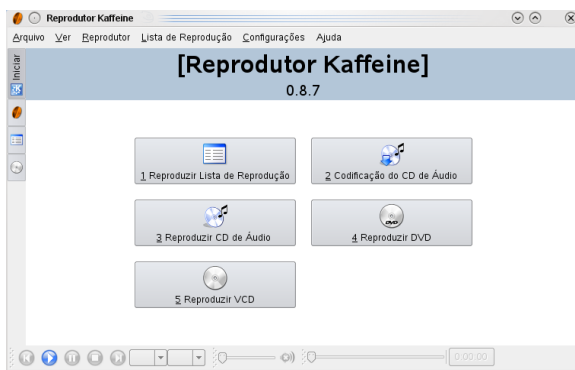 Reprodutor Kaffeine
Arquivo Ver Reprodutor Lista de Reprodução Configurações Ajuda
Iniciar
[Reprodutor Kaffeine]
0.8.7
1 Reproduzir Lista de Reprodução
2 Codificação do CD de Áudio
3 Reproduzir CD de Áudio
DVD
4 Reproduzir DVD
5 Reproduzir VCD
0:00:00